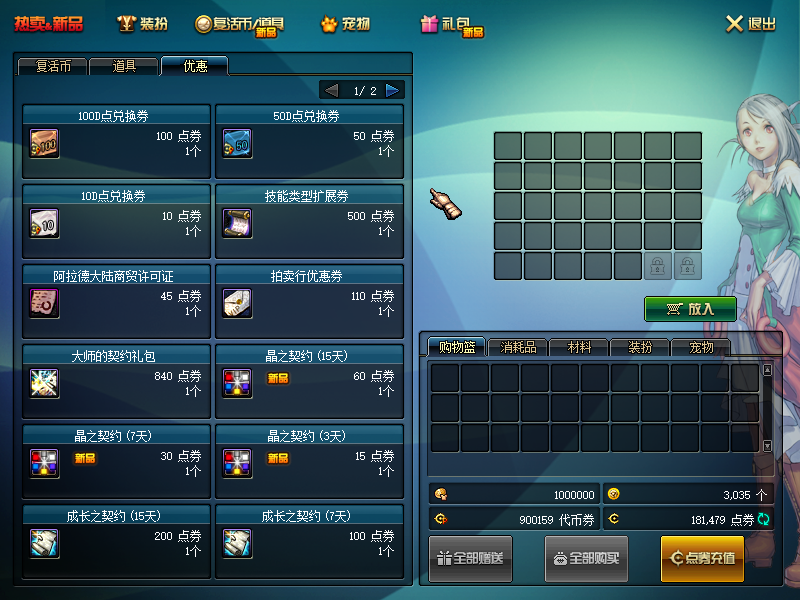 热卖&新品
装扮
复活币/道具
新品
宠物
礼包
新品
退出
复活币
道具
优惠
1/ 2
100D点兑换券
100 点券
1个
50D点兑换券
50 点券
1个
10D点兑换券
10 点券
1个
技能类型扩展券
500 点券
1个
阿拉德大陆商贸许可证
45 点券
1个
拍卖行优惠券
110 点券
1个
大师的契约礼包
840 点券
1个
晶之契约 (15天)
新品
60 点券
1个
晶之契约 (7天)
新品
30 点券
1个
晶之契约 (3天)
新品
15 点券
1个
成长之契约 (15天)
200 点券
1个
成长之契约 (7天)
100 点券
1个
100
50
10
放入
购物篮
消耗品
材料
装扮
宠物
1000000
3,035 个
900159 代币券
181,479 点券
全部赠送
全部购买
点券充值